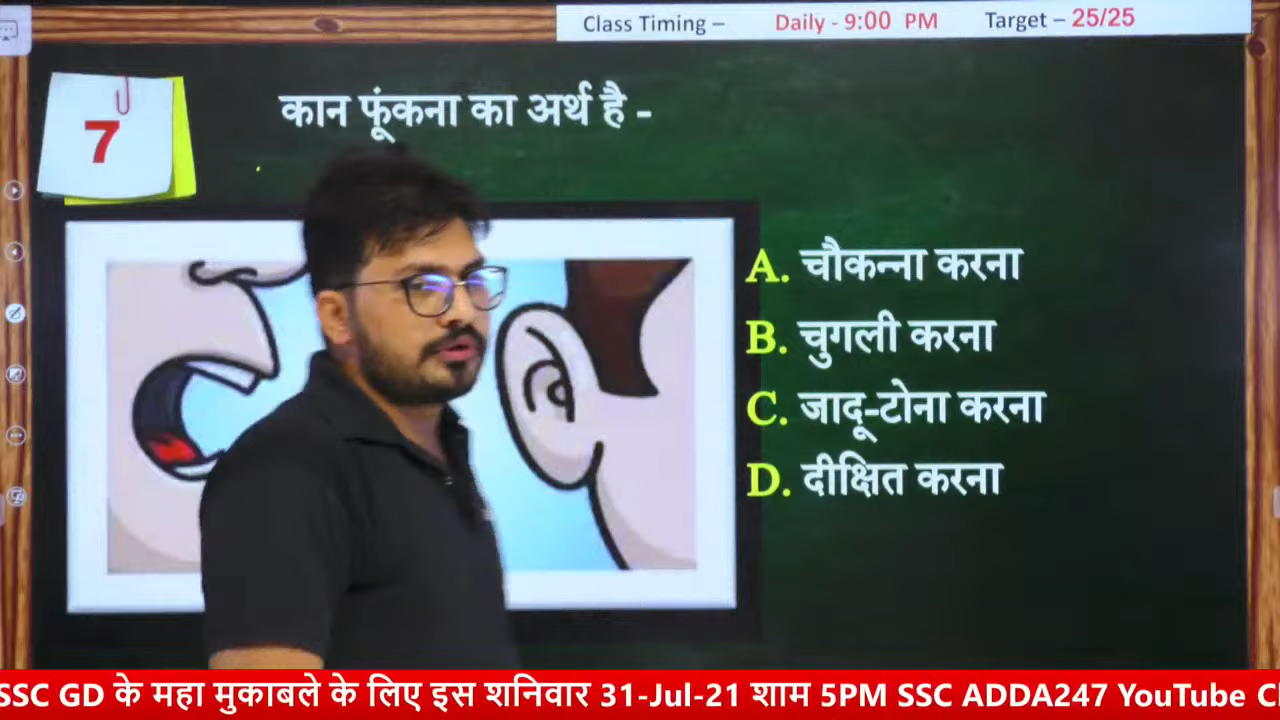 Class Timing – Daily - 9:00 PM Target – 25/25
7
कान फूंकना का अर्थ है -
A. चौकन्ना करना
B. चुगली करना
C. जादू-टोना करना
D. दीक्षित करना
SSC GD के महा मुकाबले के लिए इस शनिवार 31-Jul-21 शाम 5PM SSC ADDA247 YouTube